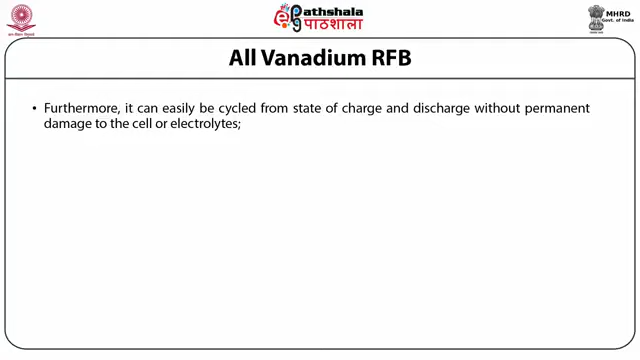 ePathshala
पाठशाला
MHRD
Govt. of India
All Vanadium RFB
• Furthermore, it can easily be cycled from state of charge and discharge without permanent
damage to the cell or electrolytes;